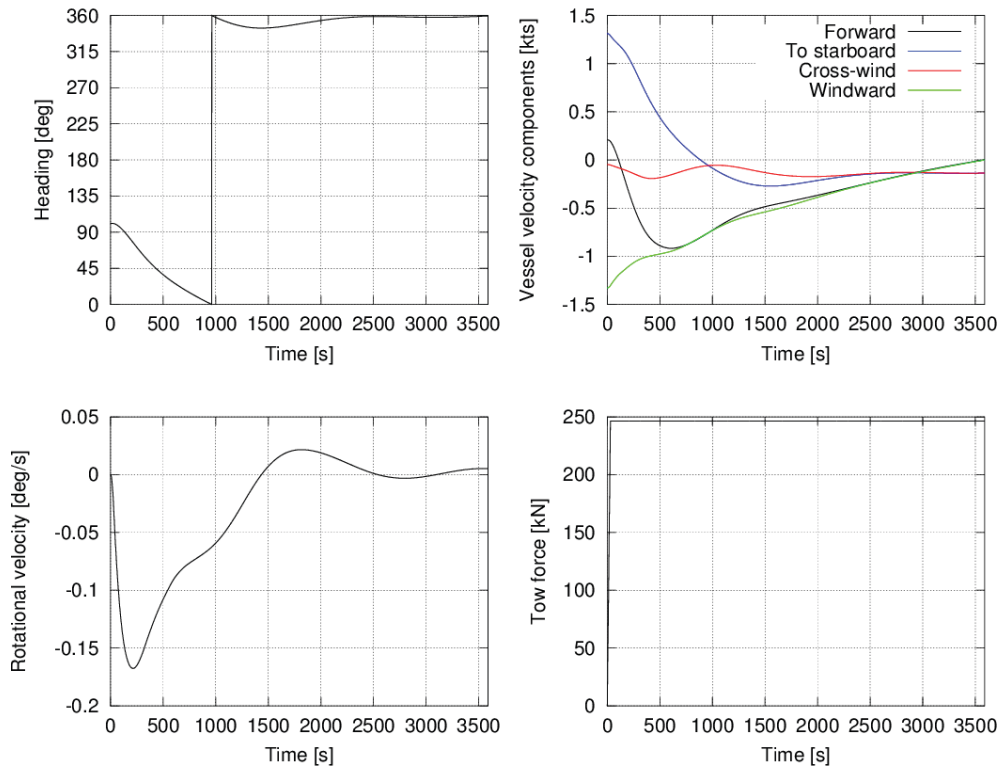 Heading [deg]
360
315
270
225
180
135
90
45
0
0 500 1000 1500 2000 2500 3000 3500
Time [s]
Vessel velocity components [kts]
1.5
1
0.5
0
-0.5
-1
-1.5
Forward
To starboard
Cross-wind
Windward
0 500 1000 1500 2000 2500 3000 3500
Time [s]
Rotational velocity [deg/s]
0.05
0
-0.05
-0.1
-0.15
-0.2
0 500 1000 1500 2000 2500 3000 3500
Time [s]
Tow force [kN]
250
200
150
100
50
0
0 500 1000 1500 2000 2500 3000 3500
Time [s]